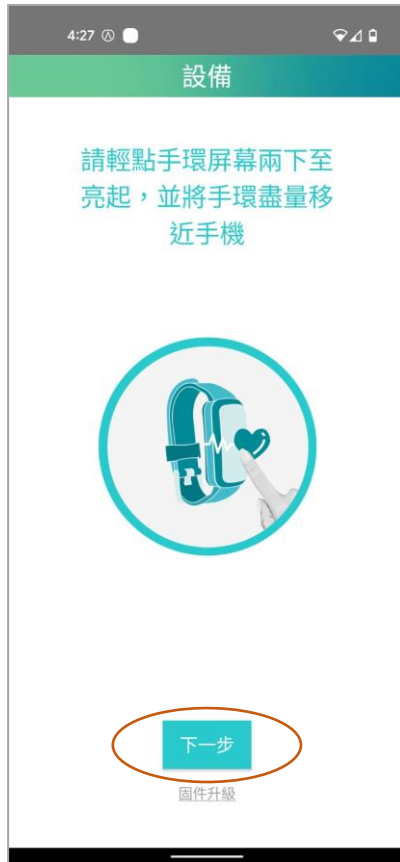 4:27
設備
請輕點手環屏幕兩下至
亮起，並將手環盡量移
近手機
下一步
固件升級